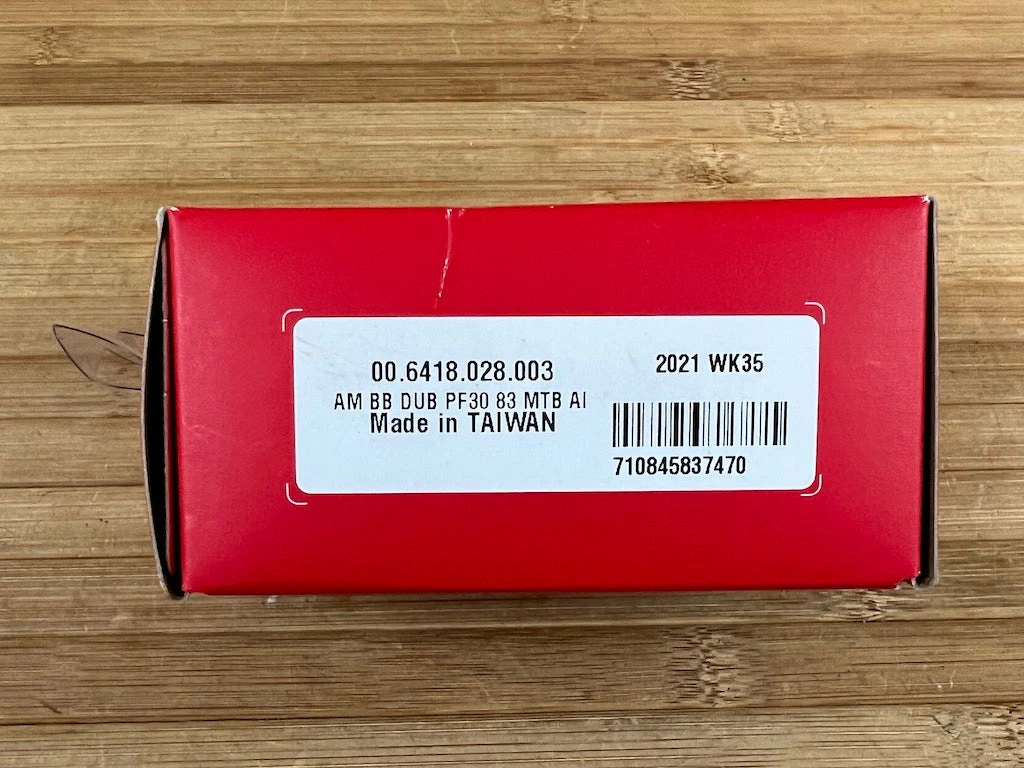 00.6418.028.003
2021 WK35
AM BB DUB PF30 83 MTB AI
Made in TAIWAN
710845837470